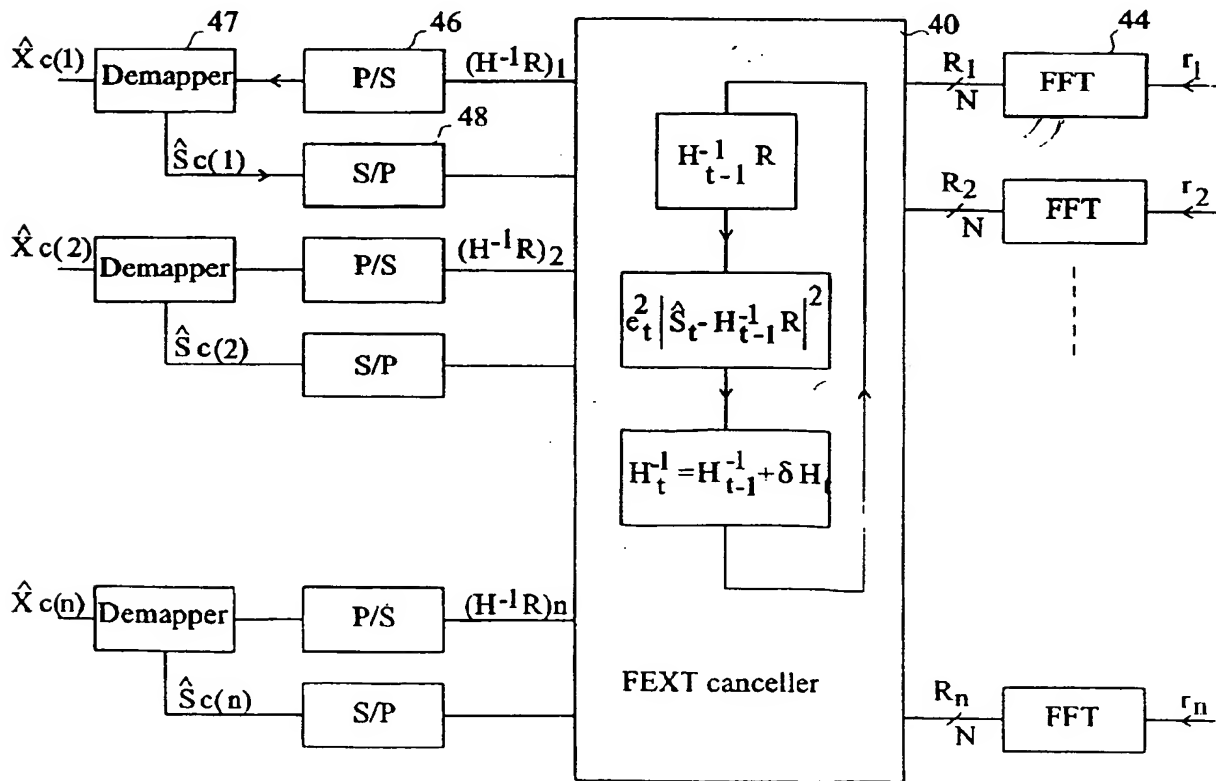 47
46
40
44
X̂c(1)
Demapper
P/S
(H⁻¹R)₁
R₁
N
FFT
r₁
48
Ŝc(1)
S/P
H⁻¹ₜ₋₁ R
R₂
N
FFT
r₂
X̂c(2)
Demapper
P/S
(H⁻¹R)₂
e²ₜ |Ŝₜ- H⁻¹ₜ₋₁ R|²
Ŝc(2)
S/P
H⁻¹ₜ = H⁻¹ₜ₋₁ + δ Hₜ
X̂c(n)
Demapper
P/S
(H⁻¹R)n
FEXT canceller
Ŝc(n)
S/P
Rₙ
N
FFT
rₙ